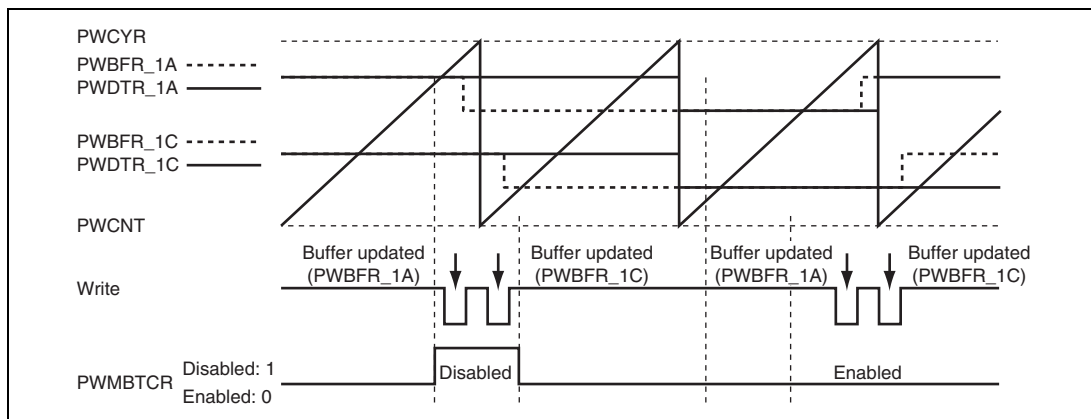 PWCYR
PWBFR_1A
PWDTR_1A
PWBFR_1C
PWDTR_1C
PWCNT
Buffer updated
(PWBFR_1A)
Buffer updated
(PWBFR_1C)
Buffer updated
(PWBFR_1A)
Buffer updated
(PWBFR_1C)
Write
PWMBTCR
Disabled: 1
Enabled: 0
Disabled
Enabled